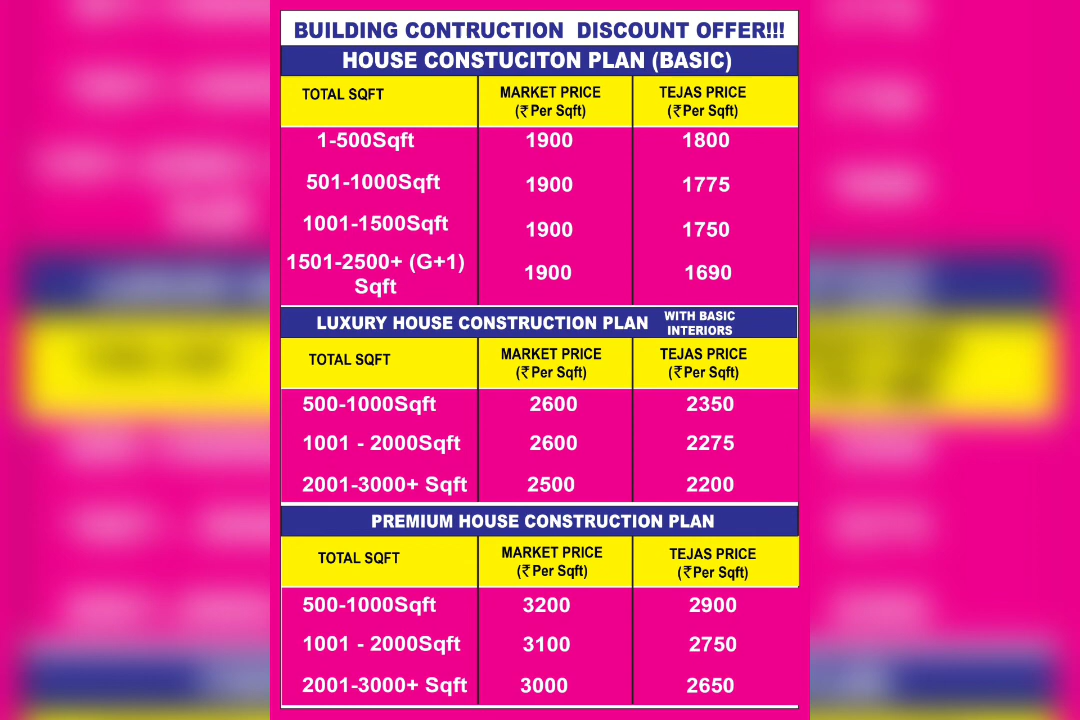 BUILDING CONTRUCTION DISCOUNT OFFER!!!
HOUSE CONSTUCITON PLAN (BASIC)
TOTAL SQFT MARKET PRICE TEJAS PRICE
(₹Per Sqft) (₹Per Sqft)
1-500Sqft 1900 1800
501-1000Sqft 1900 1775
1001-1500Sqft 1900 1750
1501-2500+ (G+1)
Sqft 1900 1690
LUXURY HOUSE CONSTRUCTION PLAN WITH BASIC
INTERIORS
TOTAL SQFT MARKET PRICE TEJAS PRICE
(₹Per Sqft) (₹Per Sqft)
500-1000Sqft 2600 2350
1001 - 2000Sqft 2600 2275
2001-3000+ Sqft 2500 2200
PREMIUM HOUSE CONSTRUCTION PLAN
TOTAL SQFT MARKET PRICE TEJAS PRICE
(₹Per Sqft) (₹Per Sqft)
500-1000Sqft 3200 2900
1001 - 2000Sqft 3100 2750
2001-3000+ Sqft 3000 2650